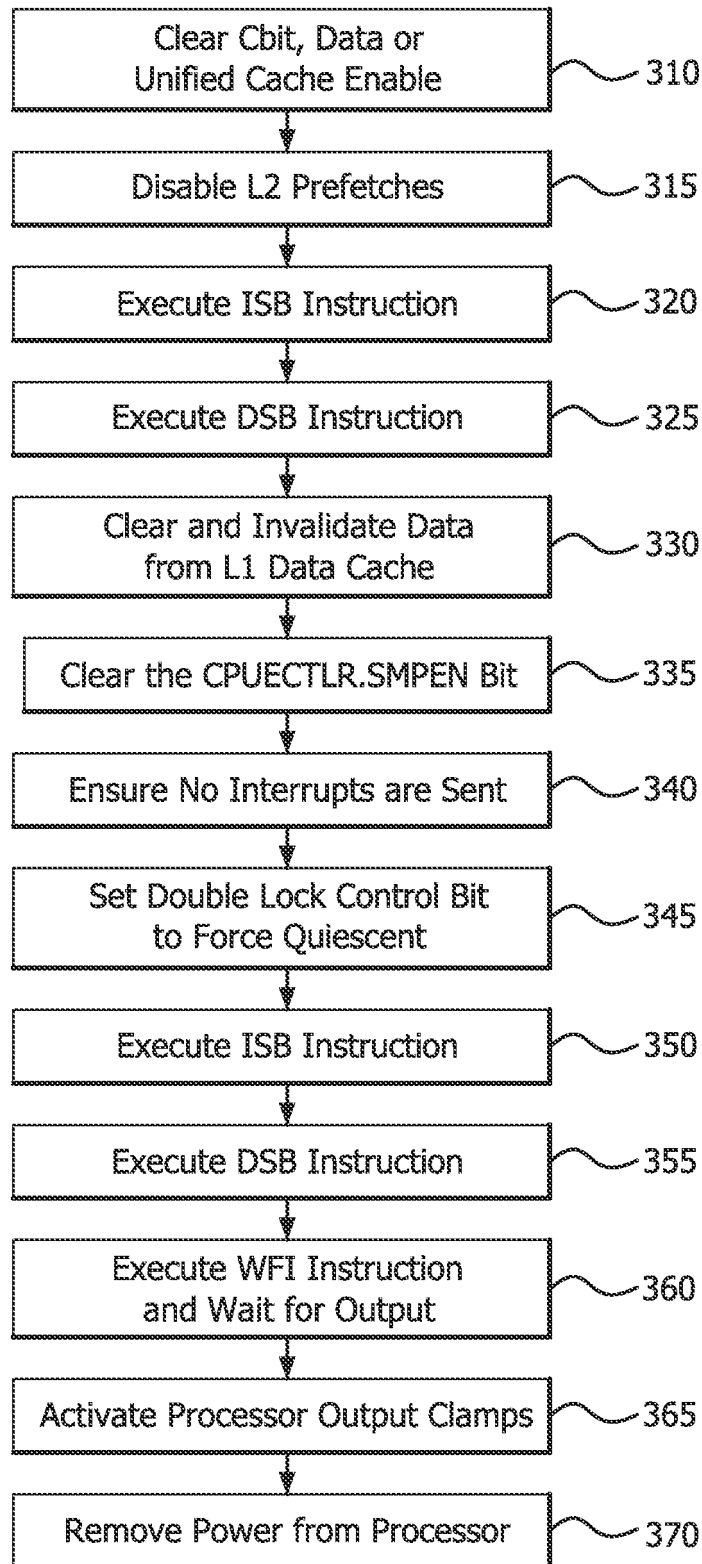 Clear Cbit, Data or
Unified Cache Enable
310
Disable L2 Prefetches
315
Execute ISB Instruction
320
Execute DSB Instruction
325
Clear and Invalidate Data
from L1 Data Cache
330
Clear the CPUECTLR.SMPEN Bit
335
Ensure No Interrupts are Sent
340
Set Double Lock Control Bit
to Force Quiescent
345
Execute ISB Instruction
350
Execute DSB Instruction
355
Execute WFI Instruction
and Wait for Output
360
Activate Processor Output Clamps
365
Remove Power from Processor
370